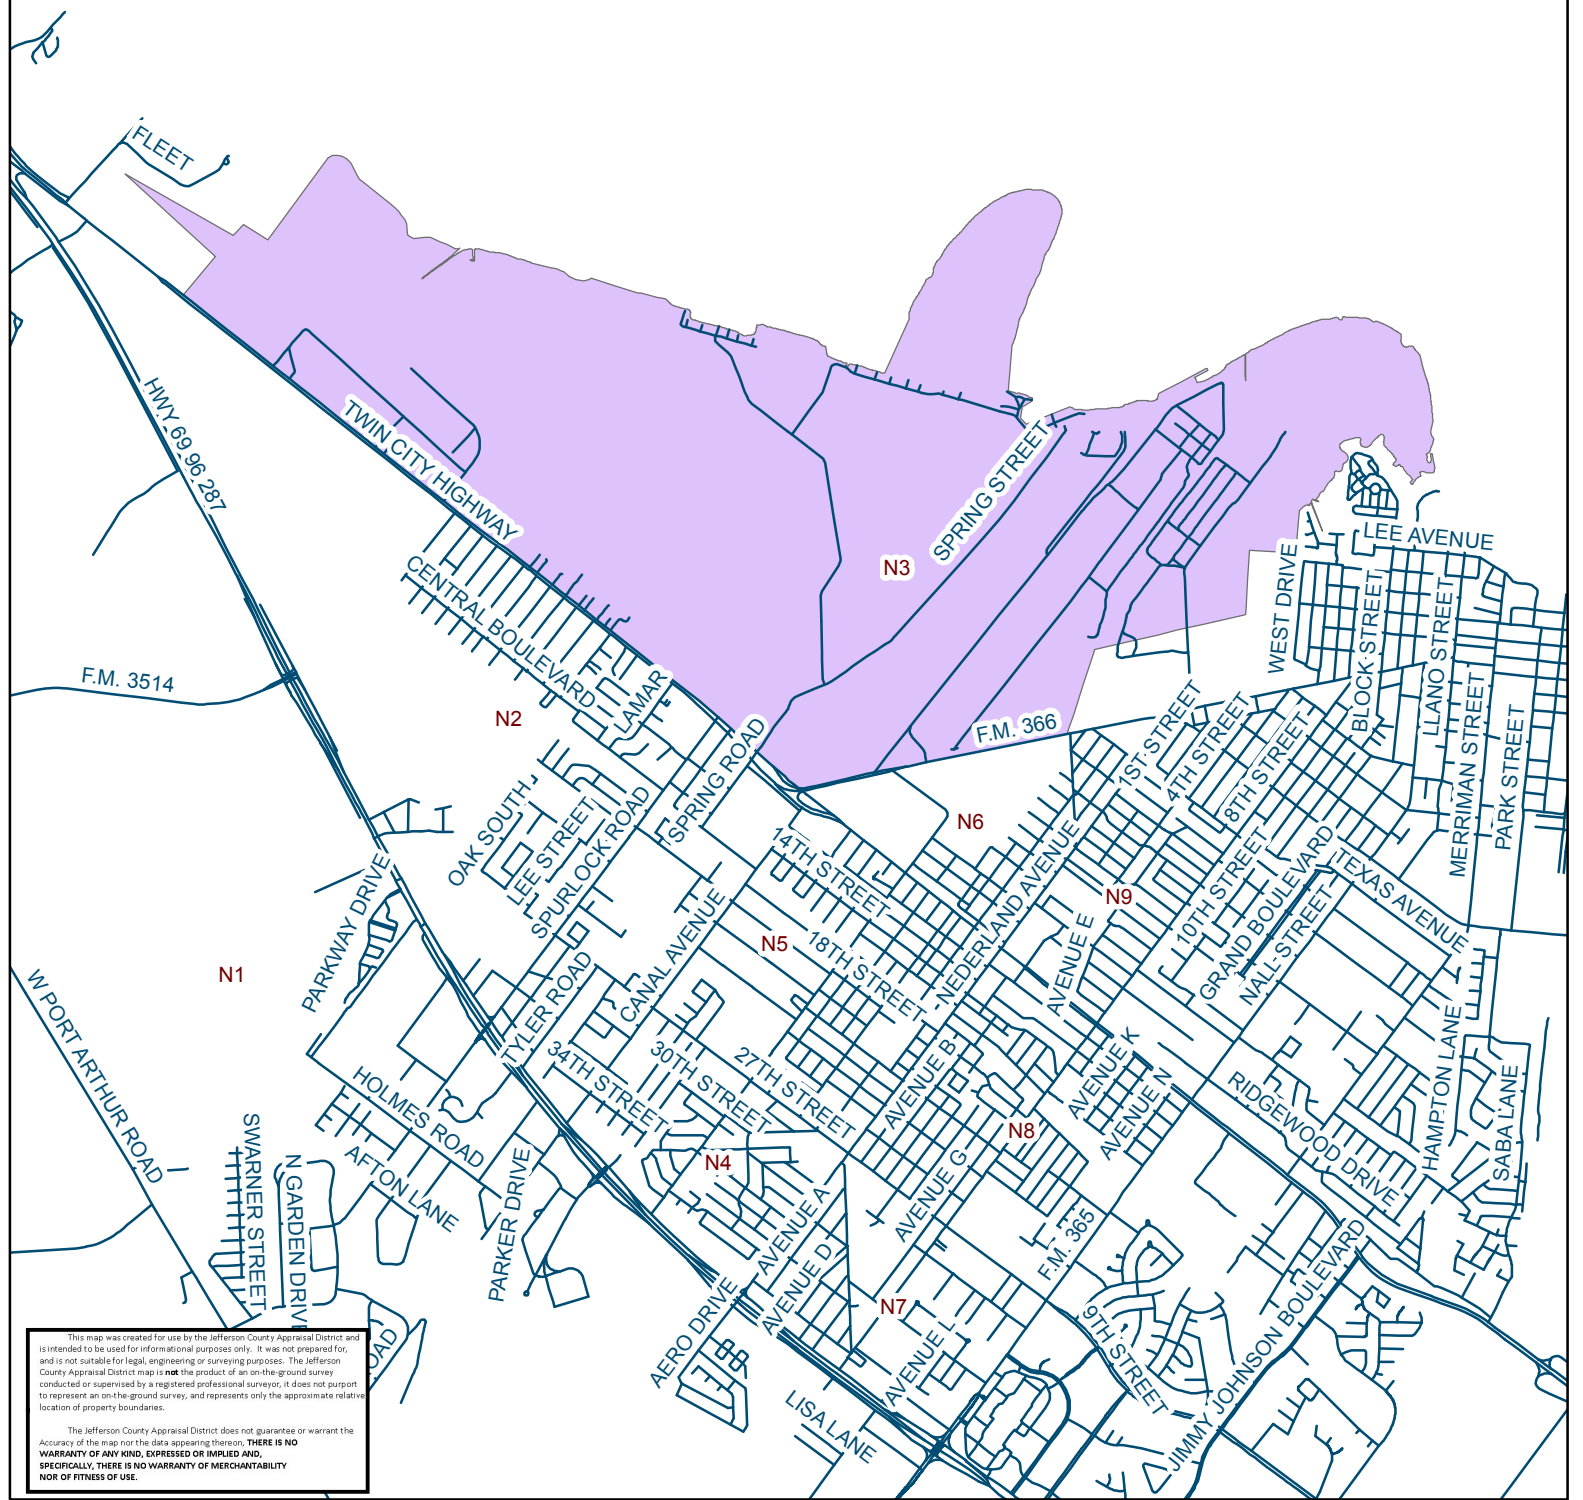 FLEET
HWY 69 96 287
TWIN CITY HIGHWAY
SPRING STREET
N3
LEE AVENUE
CENTRAL BOULEVARD
WEST DRIVE
BLOCK STREET
LLANO STREET
MERRIMAN STREET
PARK STREET
F.M. 3514
N2
LAMAR
F.M. 366
1ST STREET
4TH STREET
8TH STREET
SPRING ROAD
OAK SOUTH
LEE STREET
SPURLOCK ROAD
N6
14TH STREET
NEDERLAND AVENUE
N9
10TH STREET
GRAND BOULEVARD
NALL STREET
TEXAS AVENUE
PARKWAY DRIVE
CANAL AVENUE
N5
18TH STREET
AVENUE E
N1
W PORT ARTHUR ROAD
TYLER ROAD
34TH STREET
30TH STREET
27TH STREET
AVENUE B
AVENUE K
AVENUE N
RIDGEWOOD DRIVE
HAMPTON LANE
SABA LANE
HOLMES ROAD
AFTON LANE
SWARNER STREET
N GARDEN DRIVE
PARKER DRIVE
N4
N8
AVENUE G
AVENUE A
AVENUE D
F.M. 365
N7
AERO DRIVE
AVENUE L
9TH STREET
JIMMY JOHNSON BOULEVARD
LISA LANE
OAD
This map was created for use by the Jefferson County Appraisal District and
is intended to be used for informational purposes only. It was not prepared for,
and is not suitable for legal, engineering or surveying purposes. The Jefferson
County Appraisal District map is not the product of an on-the-ground survey
conducted or supervised by a registered professional surveyor, it does not purport
to represent an on-the-ground survey, and represents only the approximate relative
location of property boundaries.
The Jefferson County Appraisal District does not guarantee or warrant the
Accuracy of the map nor the data appearing thereon, THERE IS NO
WARRANTY OF ANY KIND, EXPRESSED OR IMPLIED AND,
SPECIFICALLY, THERE IS NO WARRANTY OF MERCHANTABILITY
NOR OF FITNESS OF USE.